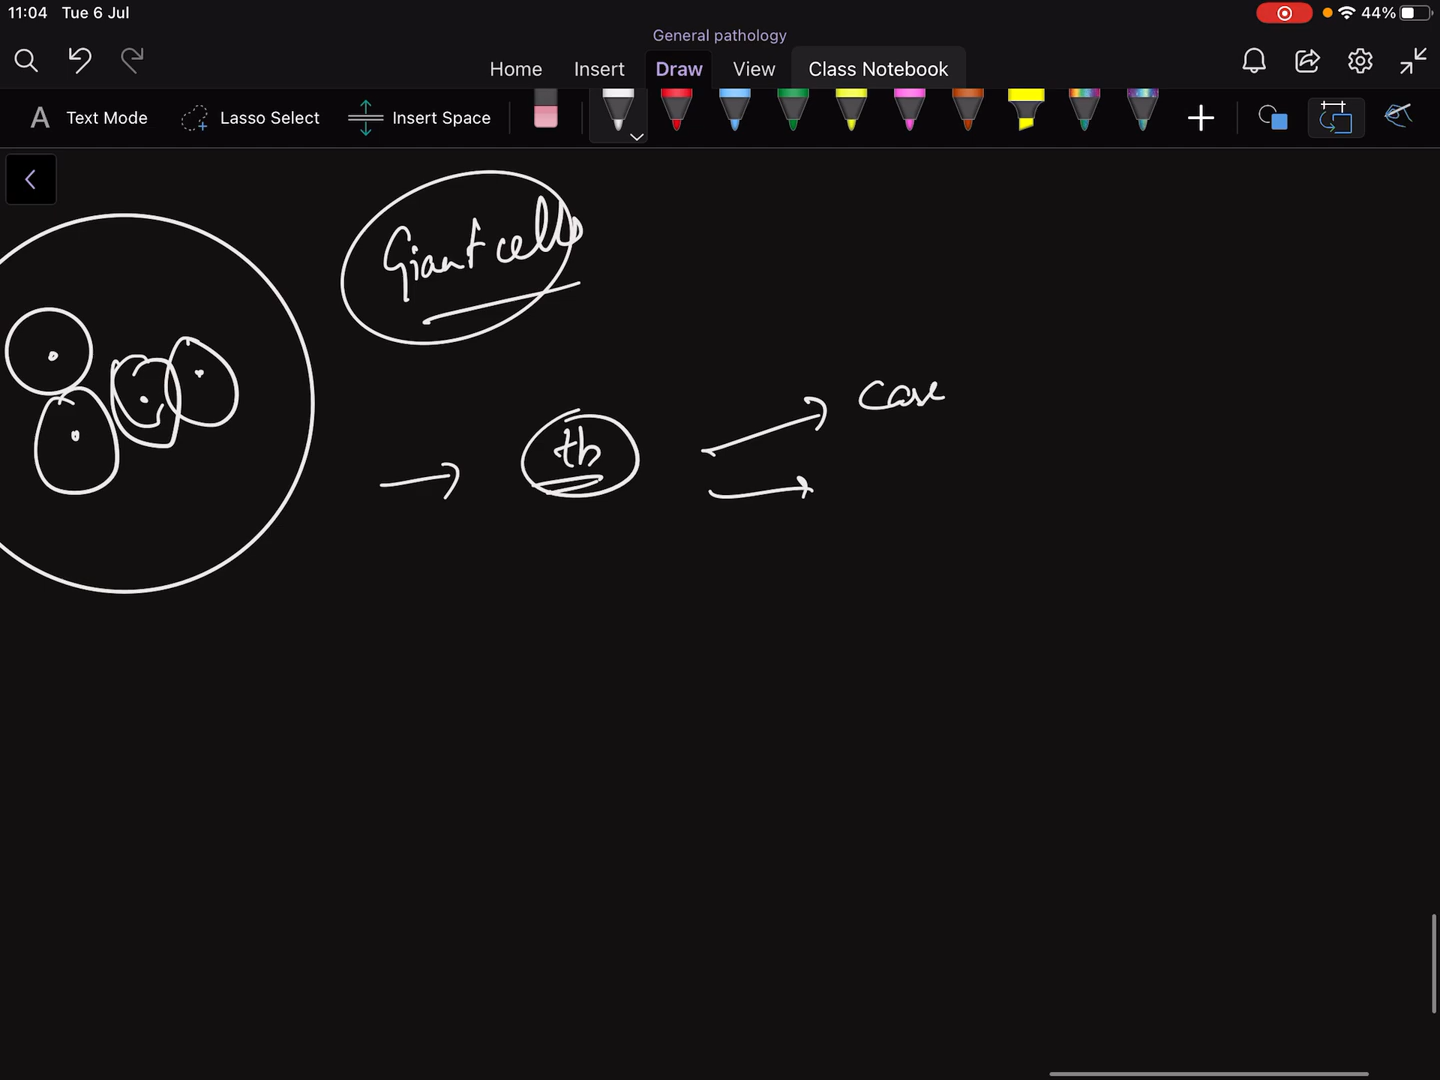 11:04 Tue 6 Jul
44%
General pathology
Home Insert Draw View Class Notebook
Text Mode Lasso Select Insert Space
Giant cells
tb